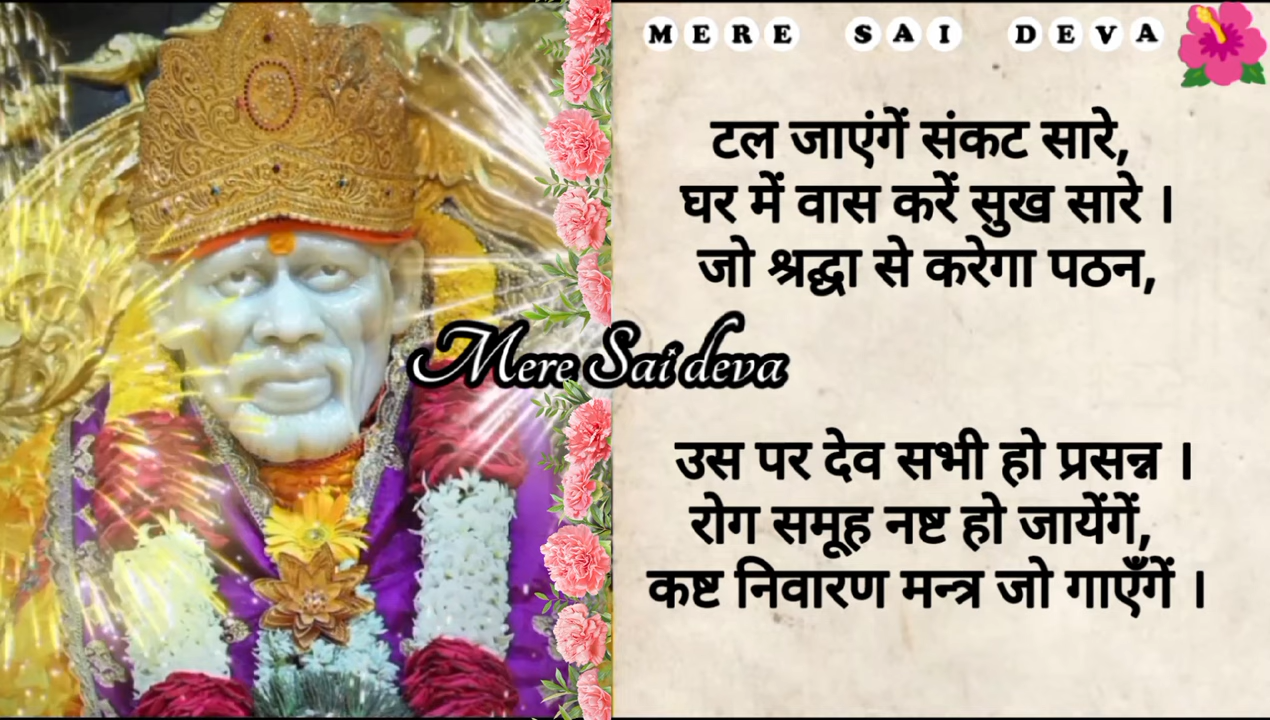 MERE SAI DEVA
टल जाएंगें संकट सारे,
घर में वास करें सुख सारे ।
जो श्रद्धा से करेगा पठन,
Mere Sai deva
उस पर देव सभी हो प्रसन्न ।
रोग समूह नष्ट हो जायेंगें,
कष्ट निवारण मन्त्र जो गाएँगें ।